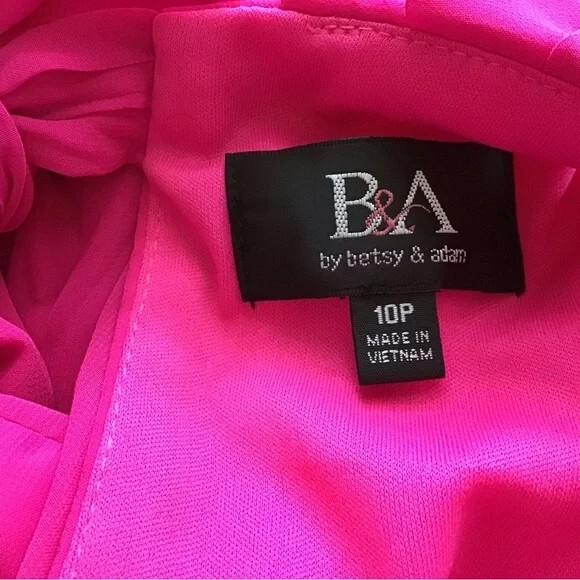 B&A
by betsy & adam
10P
MADE IN
VIETNAM